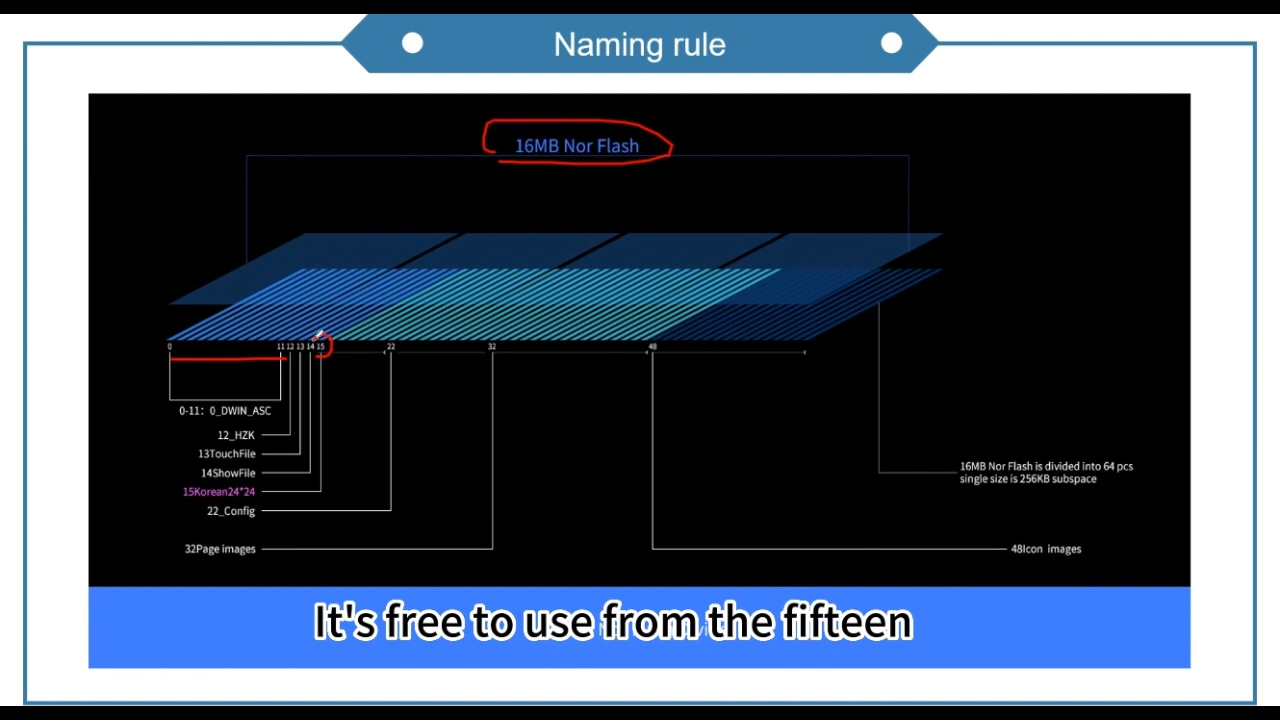 Naming rule
16MB Nor Flash
0 11 12 13 14 15 22 32 48
0-11: 0_DWIN_ASC
12_HZK
13TouchFile
14ShowFile
15Korean24*24
22_Config
32Page images
16MB Nor Flash is divided into 64 pcs
single size is 256KB subspace
48Icon images
It's free to use from the fifteen